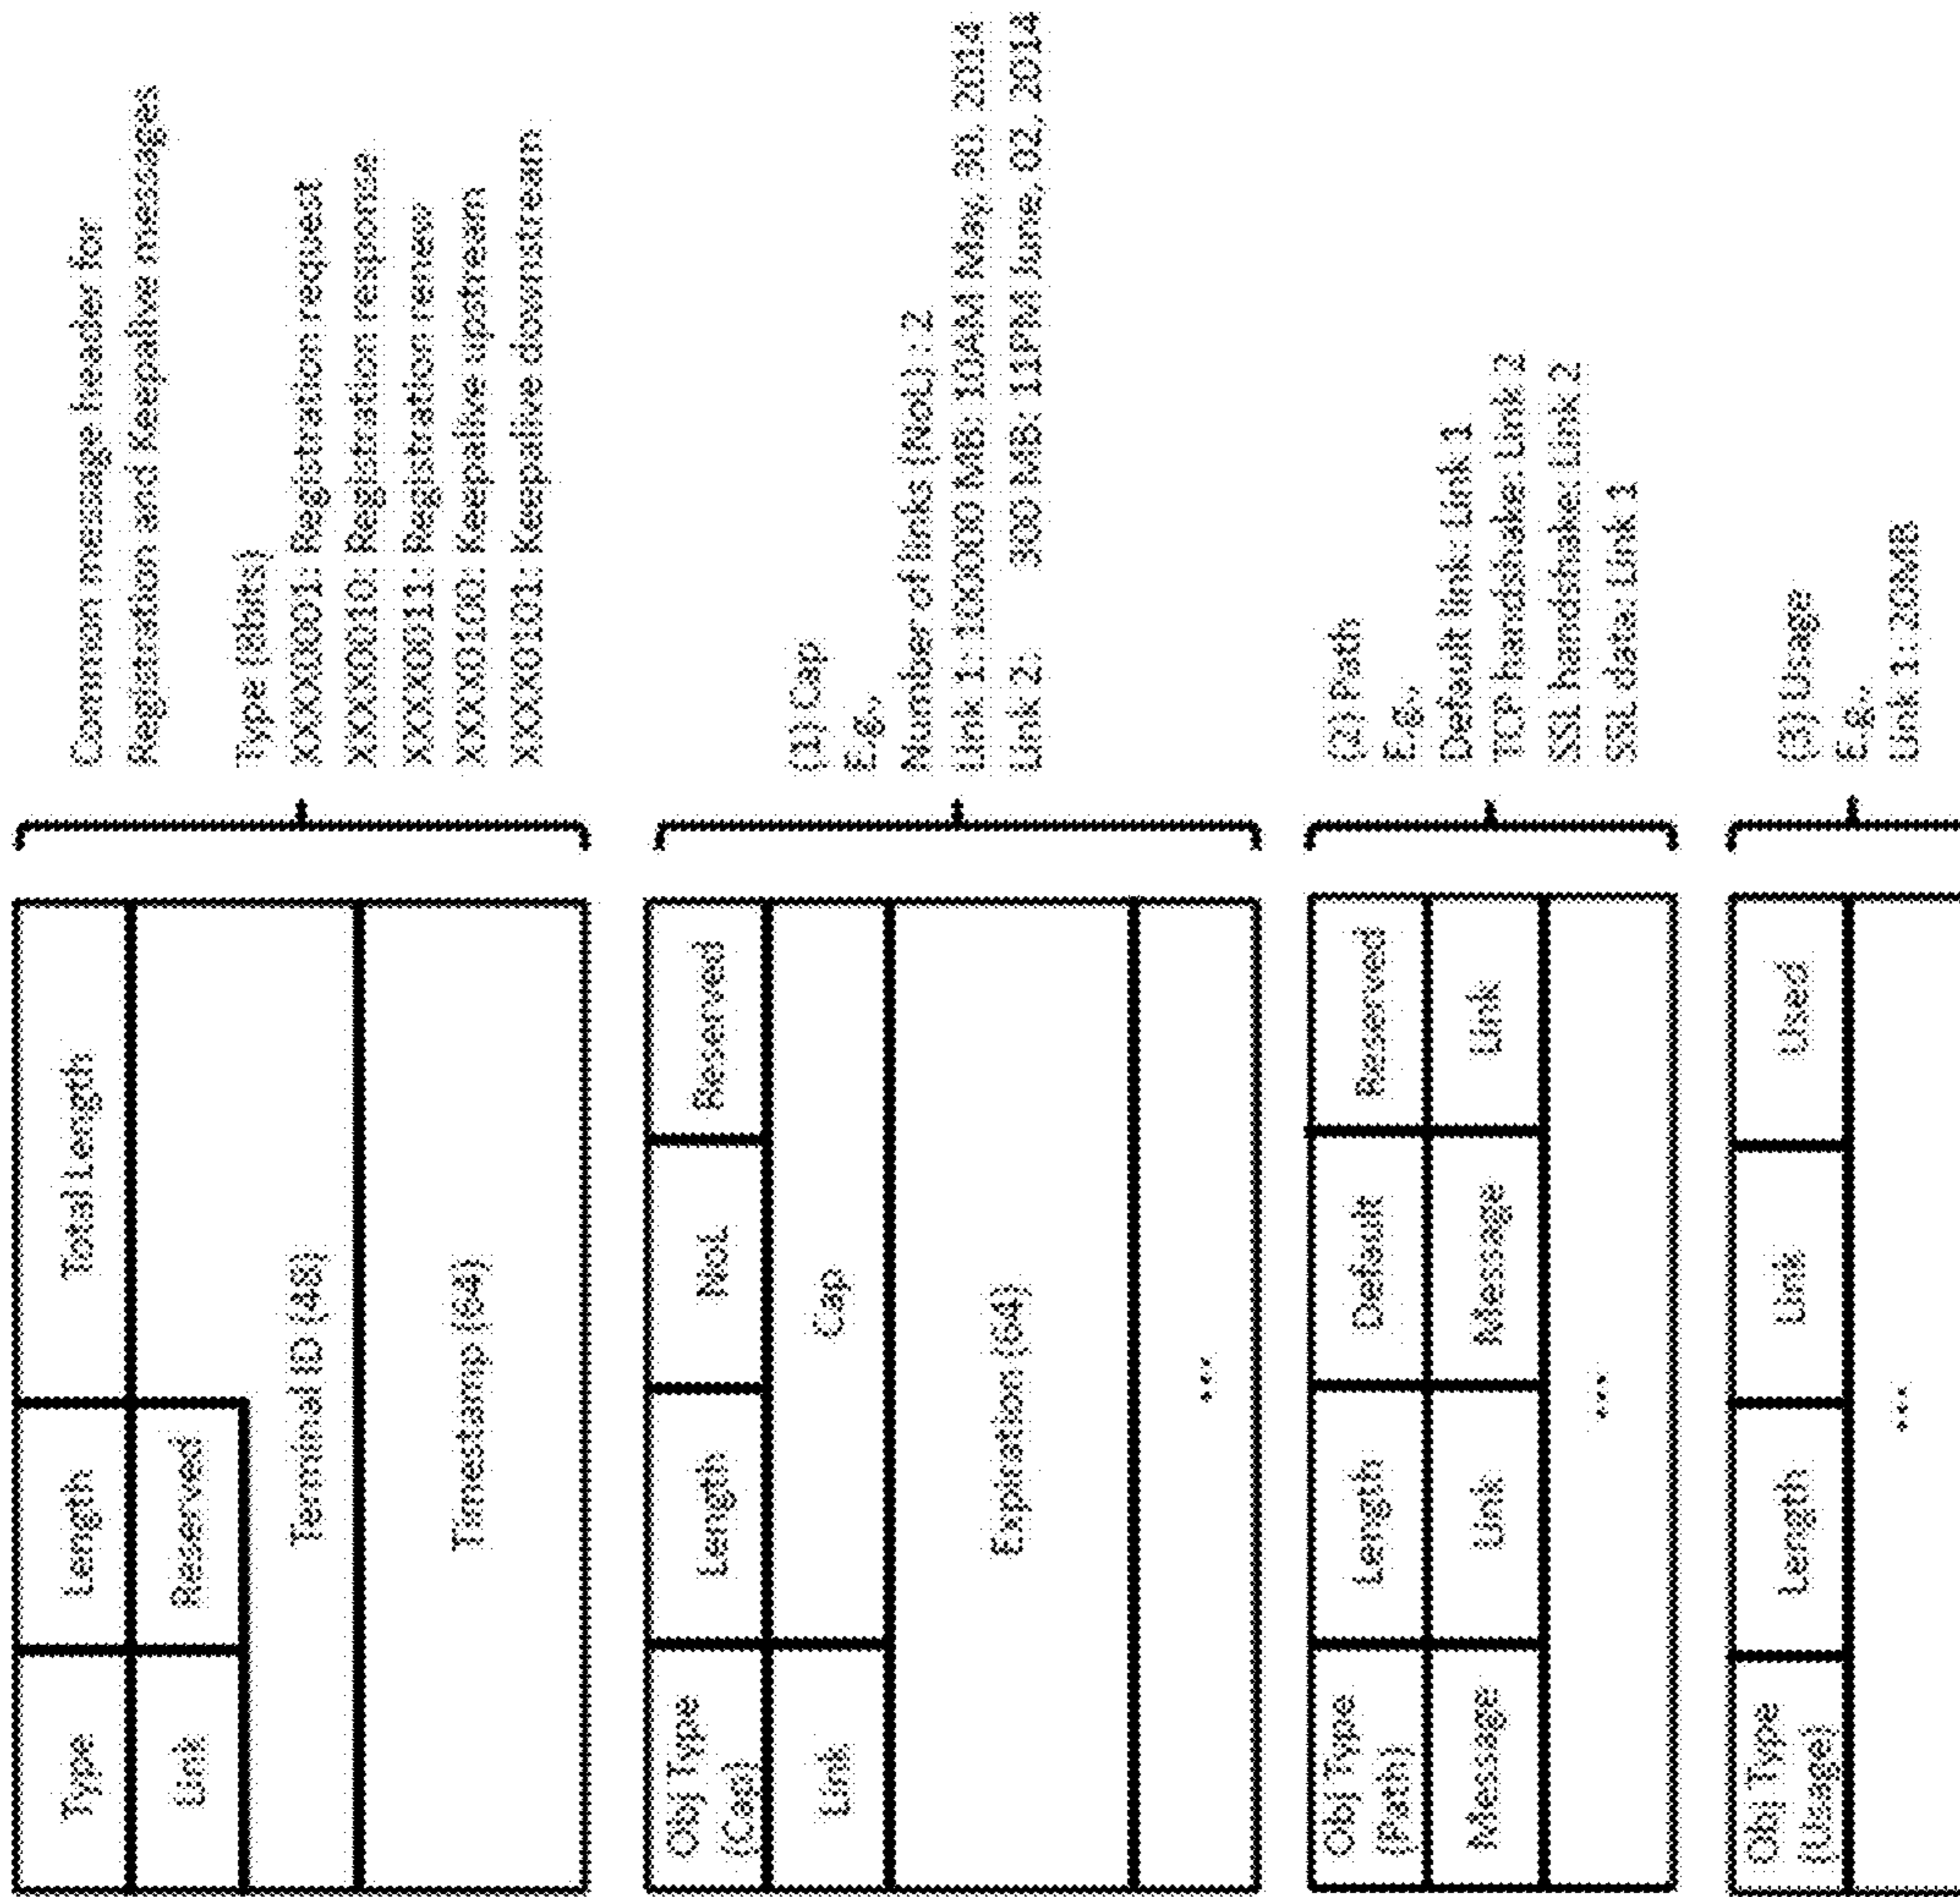 Type Length Total Length
Link Reserved
Terminal ID (48)
Timestamp (64)
Common message header for
Registration and Keepalive messages
Type (8bits)
XXXX0001: Registration request
XXXX0010: Registration response
XXXX0011: Registration renew
XXXX0100: Keepalive upstream
XXXX0101: Keepalive downstream
Obj Type Length NoL Reserved
(Cap)
Link Cap
Expiration (64)
...
(1) Cap
E.g.,
Number of links (NoL) : 2
Link 1: 10000 MB: 10AM May, 30, 2014
Link 2: 300 MB: 11PM June, 02, 2014
Obj Type Length Default Reserved
(Path)
Message Link Message Link
...
(2) Path
E.g.,
Default link: Link 1
TCP handshake: Link 2
SSL handshake: Link 2
SSL data: Link 1
Obj Type Length Link Used
(Usage)
...
(3) Usage
E.g.,
Link 1: 20MB